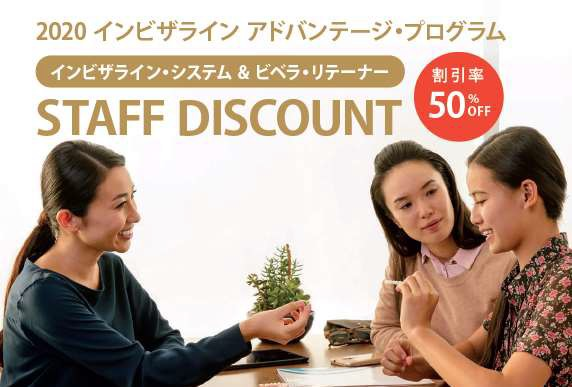 2020 インビザライン アドバンテージ・プログラム
インビザライン・システム & ビベラ・リテーナー
STAFF DISCOUNT
割引率
50%OFF